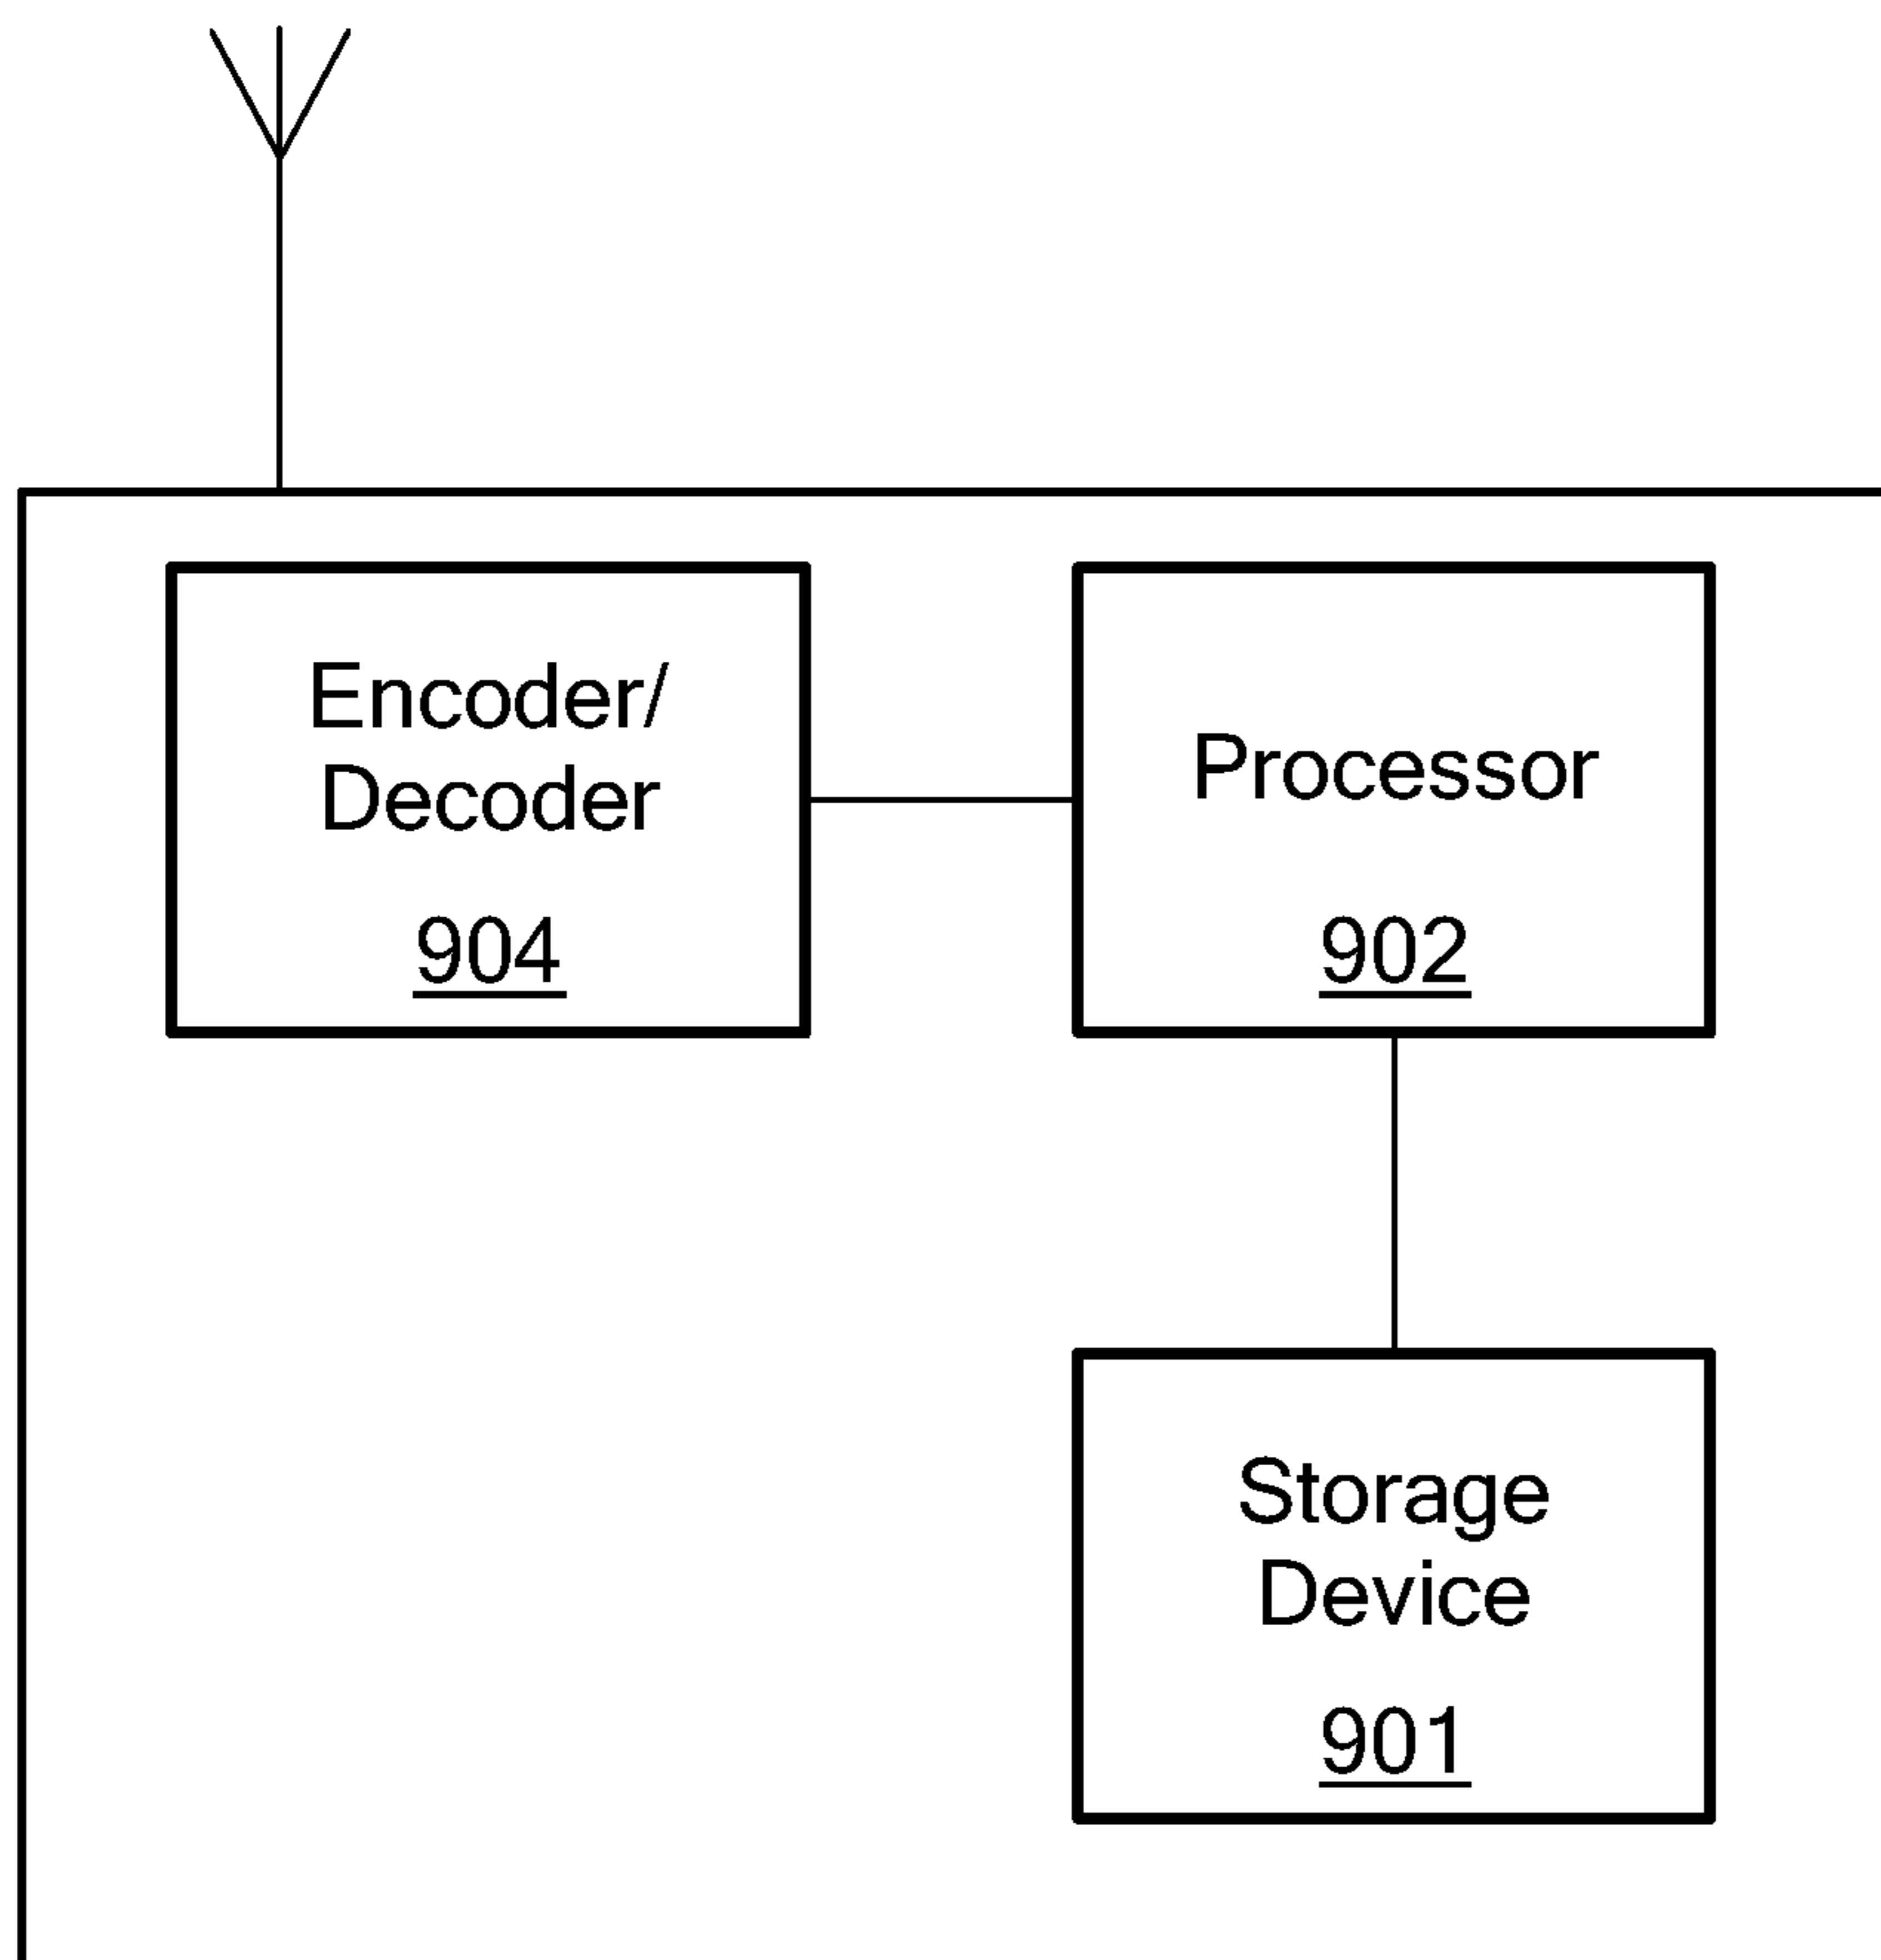 Encoder/
Decoder
904
Processor
902
Storage
Device
901